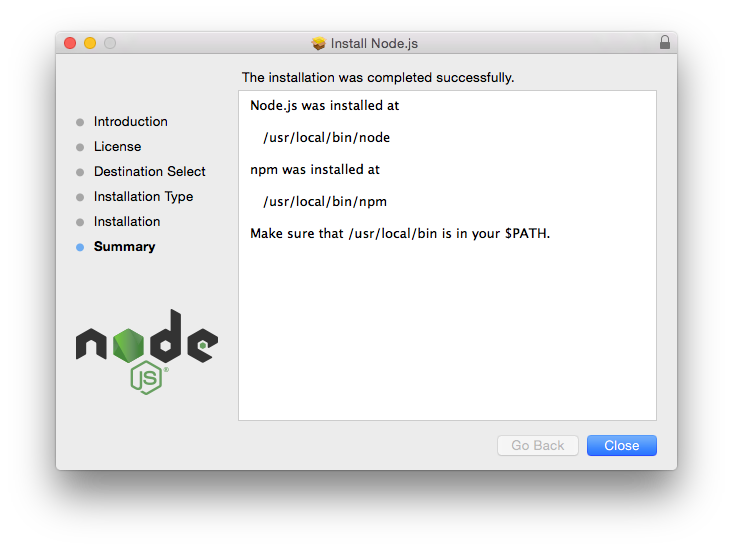 Install Node.js
The installation was completed successfully.
Introduction
License
Destination Select
Installation Type
Installation
Summary
Node.js was installed at
/usr/local/bin/node
npm was installed at
/usr/local/bin/npm
Make sure that /usr/local/bin is in your $PATH.
node
JS®
Go Back
Close